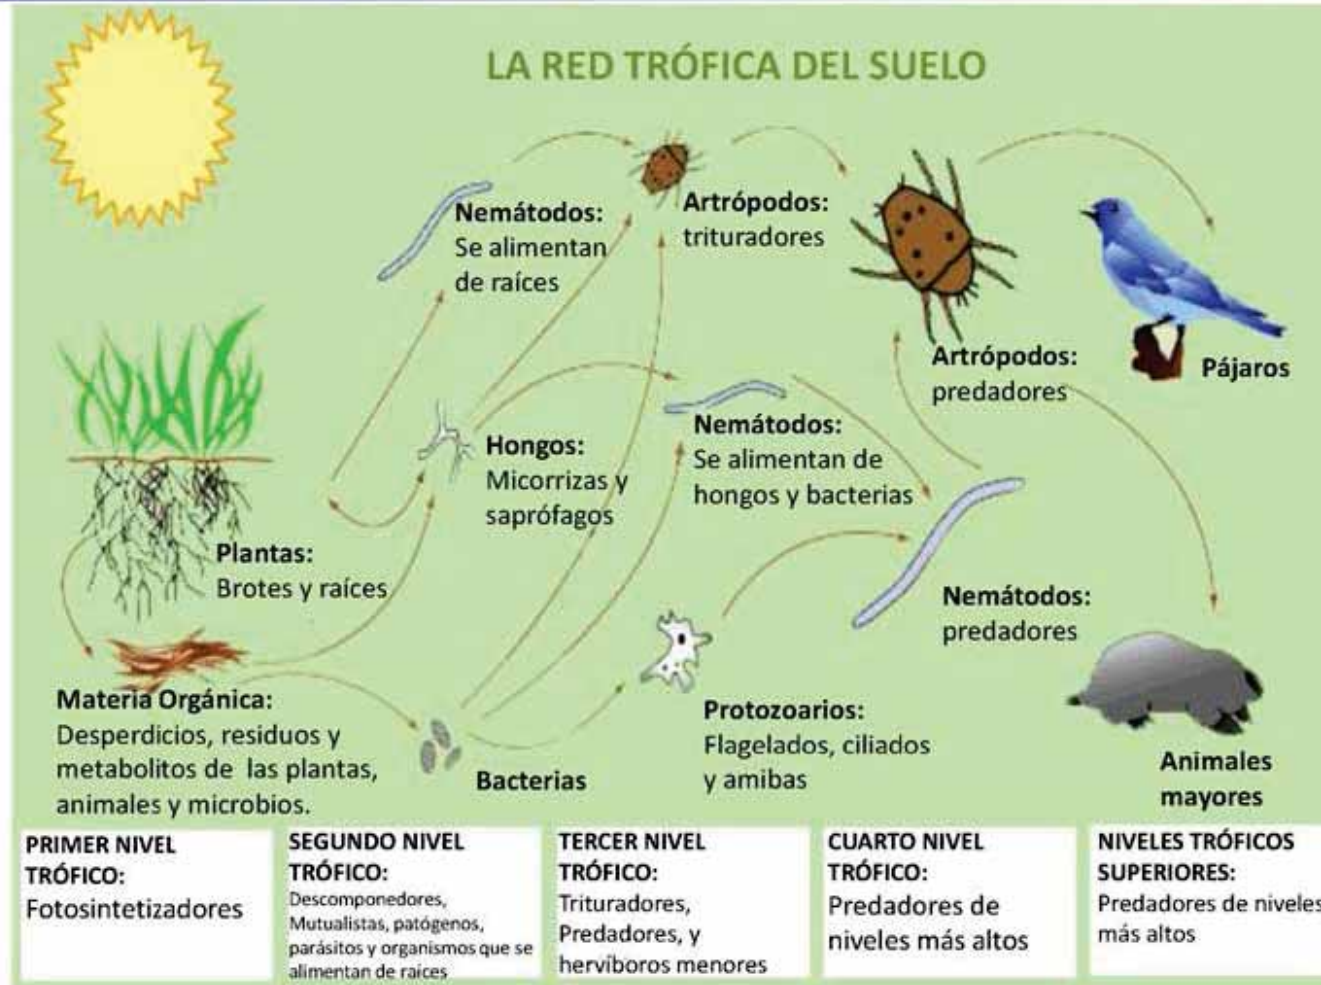 LA RED TRÓFICA DEL SUELO
Nemátodos:
Se alimentan
de raíces
Artrópodos:
trituradores
Artrópodos:
predadores
Pájaros
Hongos:
Micorrizas y
saprófagos
Nemátodos:
Se alimentan de
hongos y bacterias
Plantas:
Brotes y raíces
Nemátodos:
predadores
Materia Orgánica:
Desperdicios, residuos y
metabolitos de las plantas,
animales y microbios.
Bacterias
Protozoarios:
Flagelados, ciliados
y amibas
Animales
mayores
PRIMER NIVEL
TRÓFICO:
Fotosintetizadores
SEGUNDO NIVEL
TRÓFICO:
Descomponedores,
Mutualistas, patógenos,
parásitos y organismos que se
alimentan de raíces
TERCER NIVEL
TRÓFICO:
Trituradores,
Predadores, y
hervíboros menores
CUARTO NIVEL
TRÓFICO:
Predadores de
niveles más altos
NIVELES TRÓFICOS
SUPERIORES:
Predadores de niveles
más altos